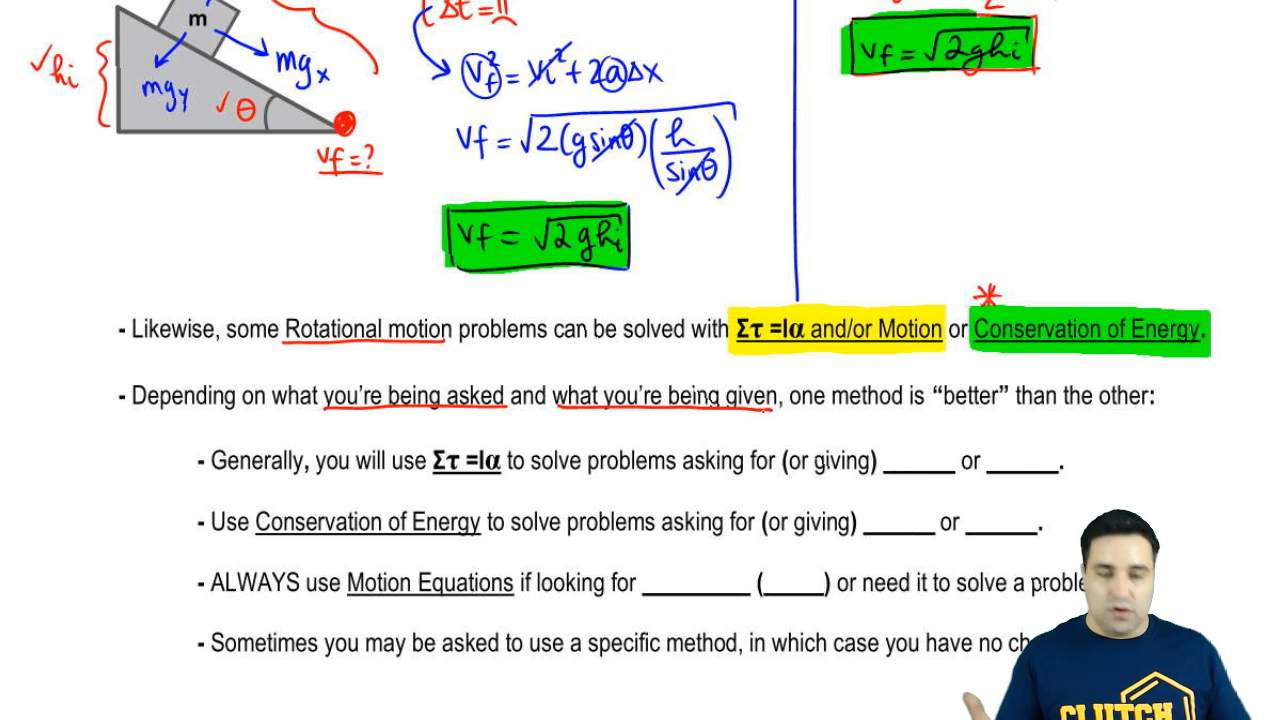 m
√hi
mgx
mgy
√θ
vf=?
Δt =
vf² = vi² + 2aΔx
vf = √2(g sinθ)(h/sinθ)
vf = √2ghi
2
vf = √2ghi
*
- Likewise, some Rotational motion problems can be solved with Στ =Iα and/or Motion or Conservation of Energy.
- Depending on what you’re being asked and what you’re being given, one method is “better” than the other:
- Generally, you will use Στ =Iα to solve problems asking for (or giving) ______ or ______.
- Use Conservation of Energy to solve problems asking for (or giving) ______ or ______.
- ALWAYS use Motion Equations if looking for _________ (_____) or need it to solve a
- Sometimes you may be asked to use a specific method, in which case you have no
CLUTCH